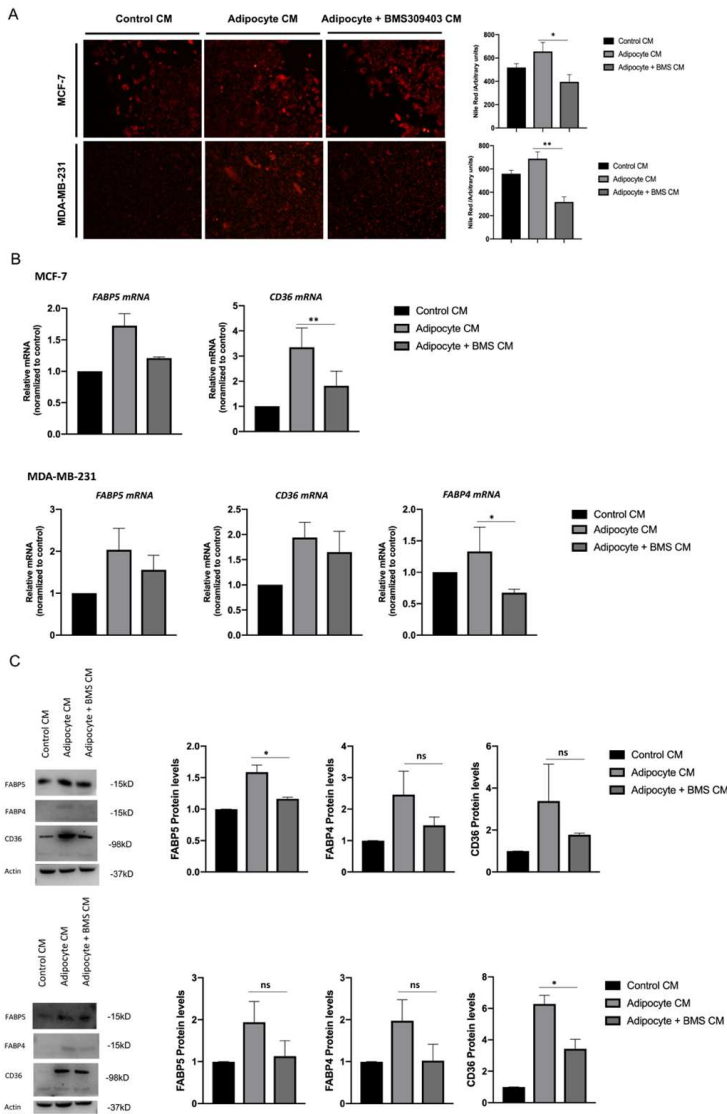 A
Control CM
Adipocyte CM
Adipocyte + BMS309403 CM
MCF-7
MDA-MB-231
Nile Red /Arbitrary units)
800
600
400
200
0
*
Control CM
Adipocyte CM
Adipocyte + BMS CM
Nile Red /Arbitrary units)
800
600
400
200
0
**
Control CM
Adipocyte CM
Adipocyte + BMS CM
B
MCF-7
FABP5 mRNA
Relative mRNA
(noramlized to control)
2.0
1.5
1.0
0.5
0.0
CD36 mRNA
Relative mRNA
(noramlized to control)
5
4
3
2
1
0
**
Control CM
Adipocyte CM
Adipocyte + BMS CM
MDA-MB-231
FABP5 mRNA
Relative mRNA
(noramlized to control)
3
2
1
0
CD36 mRNA
Relative mRNA
(noramlized to control)
2.5
2.0
1.5
1.0
0.5
0.0
FABP4 mRNA
Relative mRNA
(noramlized to control)
2.0
1.5
1.0
0.5
0.0
*
Control CM
Adipocyte CM
Adipocyte + BMS CM
C
Control CM
Adipocyte CM
Adipocyte + BMS CM
FABP5
-15kD
FABP4
-15kD
CD36
-98kD
Actin
-37kD
FABP5 Protein levels
2.0
1.5
1.0
0.5
0.0
*
FABP4 Protein levels
4
3
2
1
0
ns
CD36 Protein levels
6
4
2
0
ns
Control CM
Adipocyte CM
Adipocyte + BMS CM
Control CM
Adipocyte CM
Adipocyte + BMS CM
FABP5
-15kD
FABP4
-15kD
CD36
-98kD
Actin
-37kD
FABP5 Protein levels
3
2
1
0
ns
FABP4 Protein levels
3
2
1
0
ns
CD36 Protein levels
8
6
4
2
0
*
Control CM
Adipocyte CM
Adipocyte + BMS CM